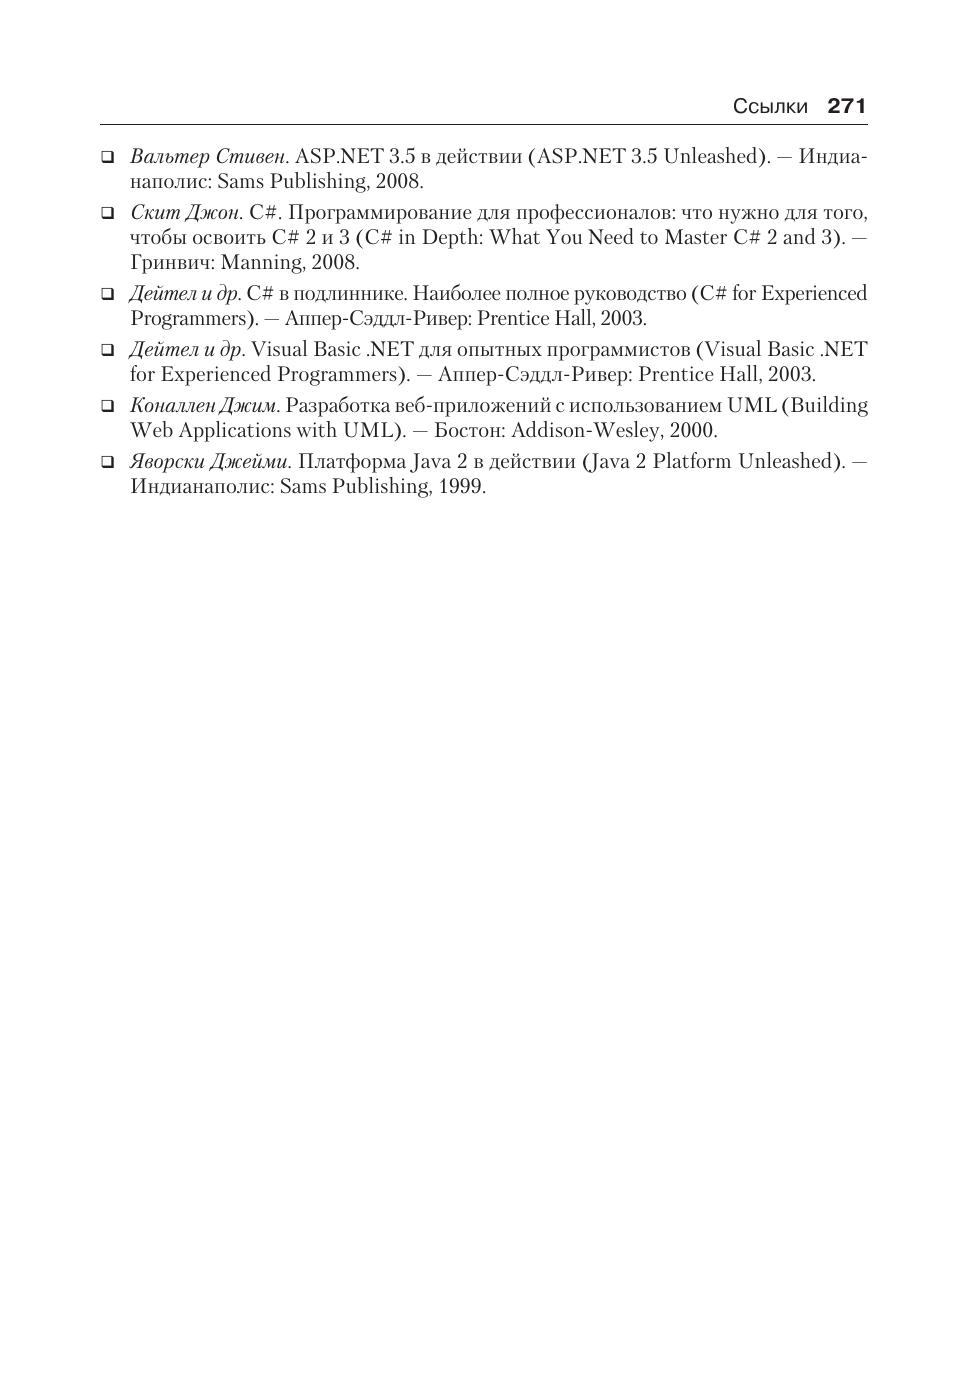 Ссылки 271
❑ Вальтер Стивен. ASP.NET 3.5 в действии (ASP.NET 3.5 Unleashed). — Индиа-
наполис: Sams Publishing, 2008.
❑ Скит Джон. C#. Программирование для профессионалов: что нужно для того,
чтобы освоить C# 2 и 3 (C# in Depth: What You Need to Master C# 2 and 3). —
Гринвич: Manning, 2008.
❑ Дейтел и др. C# в подлиннике. Наиболее полное руководство (C# for Experienced
Programmers). — Аппер-Сэддл-Ривер: Prentice Hall, 2003.
❑ Дейтел и др. Visual Basic .NET для опытных программистов (Visual Basic .NET
for Experienced Programmers). — Аппер-Сэддл-Ривер: Prentice Hall, 2003.
❑ Коналлен Джим. Разработка веб-приложений с использованием UML (Building
Web Applications with UML). — Бостон: Addison-Wesley, 2000.
❑ Яворски Джейми. Платформа Java 2 в действии (Java 2 Platform Unleashed). —
Индианаполис: Sams Publishing, 1999.